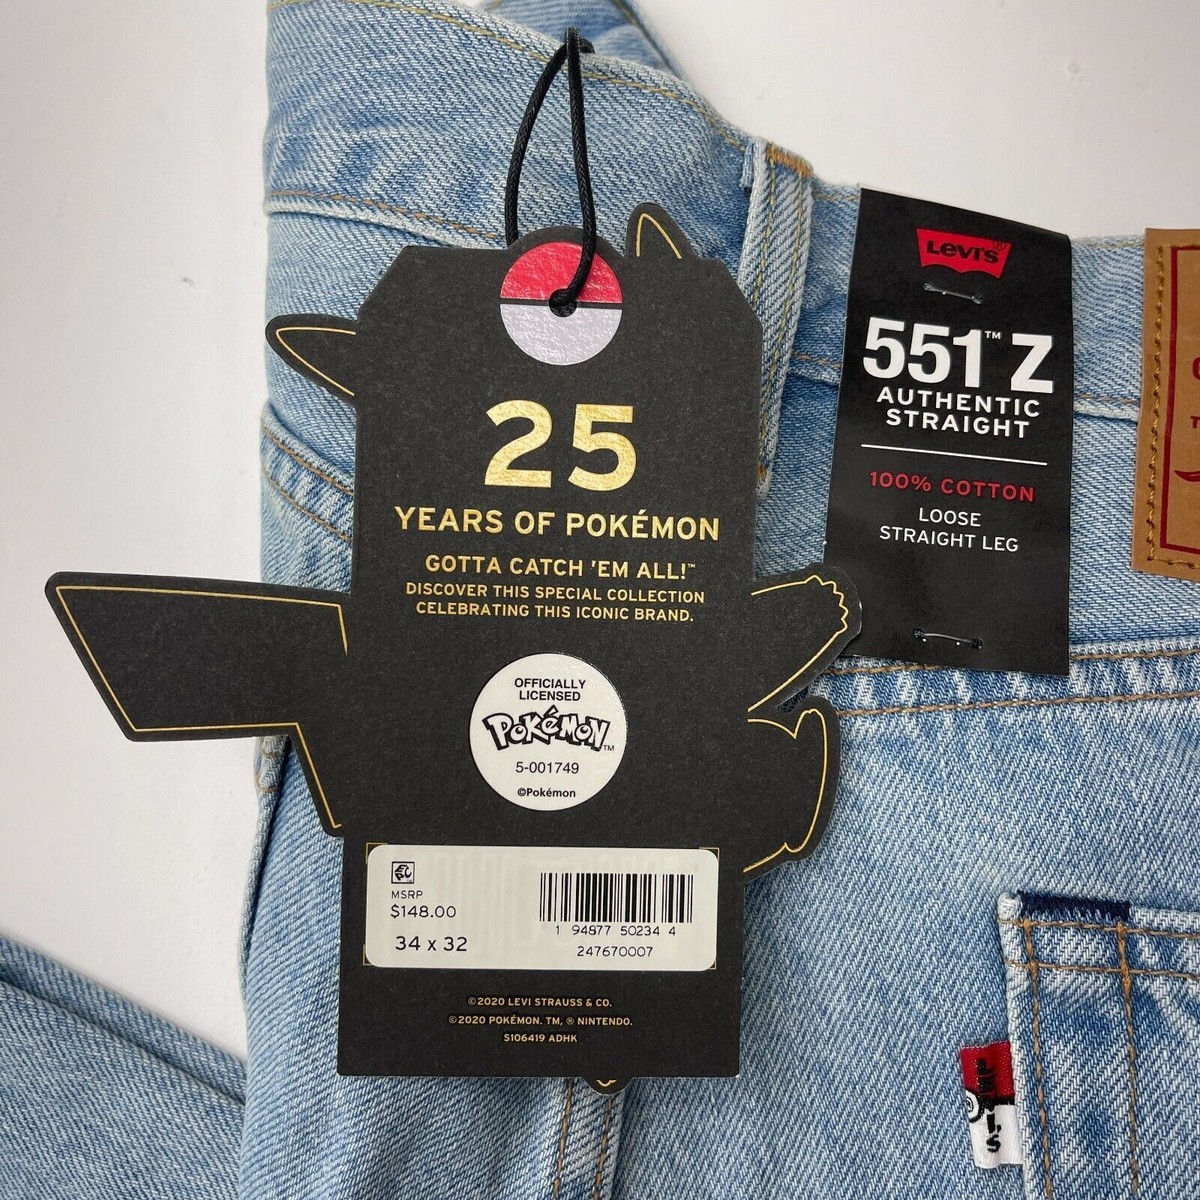 25
YEARS OF POKÉMON
GOTTA CATCH 'EM ALL!™
DISCOVER THIS SPECIAL COLLECTION
CELEBRATING THIS ICONIC BRAND.
OFFICIALLY
LICENSED
POKéMON™
5-001749
©Pokémon
MSRP
$148.00
34 x 32
1 94877 50234 4
247670007
©2020 LEVI STRAUSS & CO.
©2020 POKÉMON. TM, ® NINTENDO.
S106419 ADHK
LEVI'S®
551™ Z
AUTHENTIC
STRAIGHT
100% COTTON
LOOSE
STRAIGHT LEG